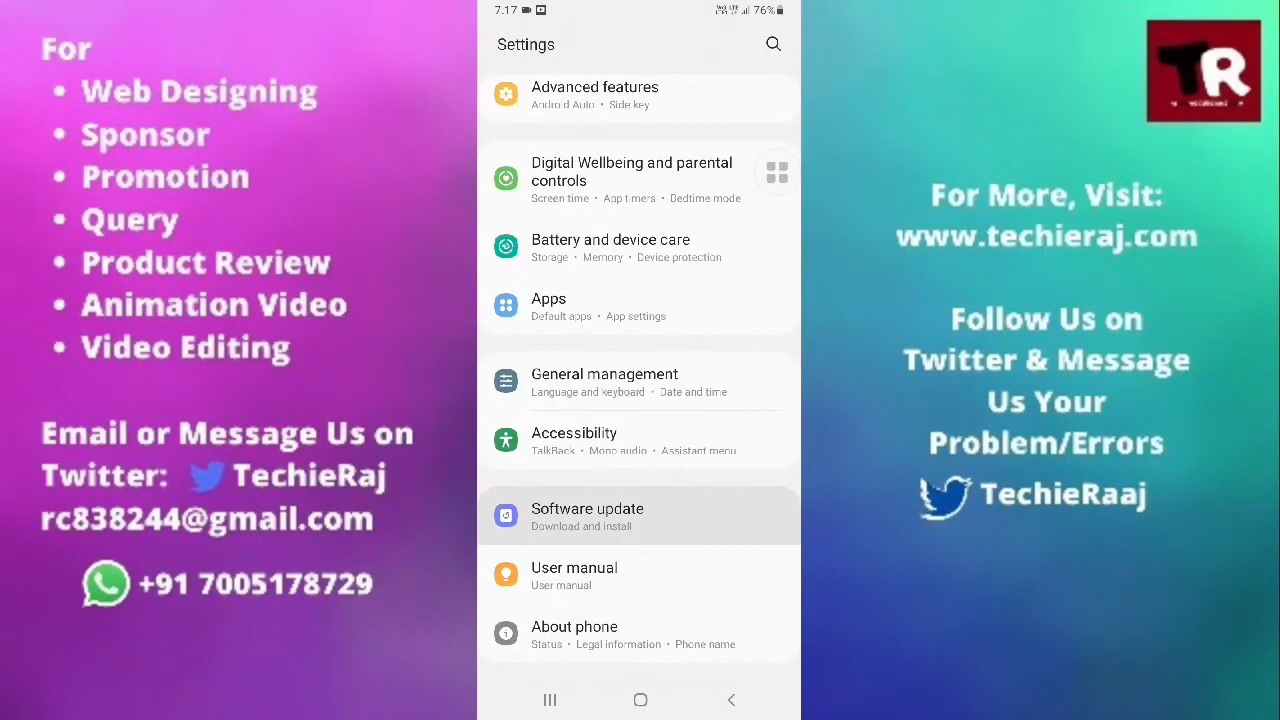 For
• Web Designing
• Sponsor
• Promotion
• Query
• Product Review
• Animation Video
• Video Editing
Email or Message Us on
Twitter: TechieRaj
rc838244@gmail.com
+91 7005178729
7:17
76%
Settings
Advanced features
Android Auto • Side key
Digital Wellbeing and parental
controls
Screen time • App timers • Bedtime mode
Battery and device care
Storage • Memory • Device protection
Apps
Default apps • App settings
General management
Language and keyboard • Date and time
Accessibility
TalkBack • Mono audio • Assistant menu
Software update
Download and install
User manual
User manual
About phone
Status • Legal information • Phone name
TR
For More, Visit:
www.techieraj.com
Follow Us on
Twitter & Message
Us Your
Problem/Errors
TechieRaaj